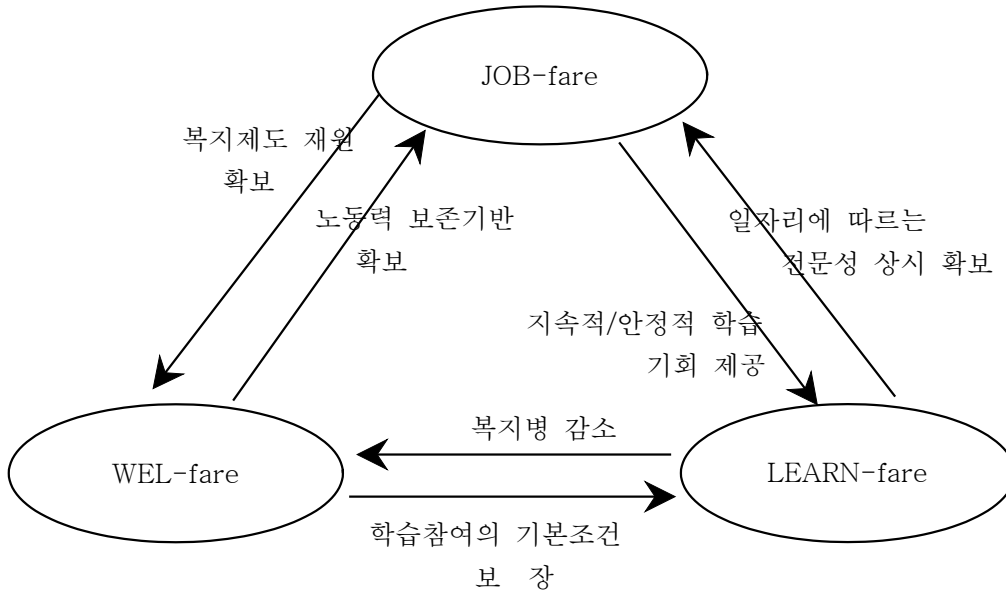 JOB-fare
복지제도 재원
확보
노동력 보존기반
확보
일자리에 따르는
전문성 상시 확보
지속적/안정적 학습
기회 제공
복지병 감소
WEL-fare
LEARN-fare
학습참여의 기본조건
보 장